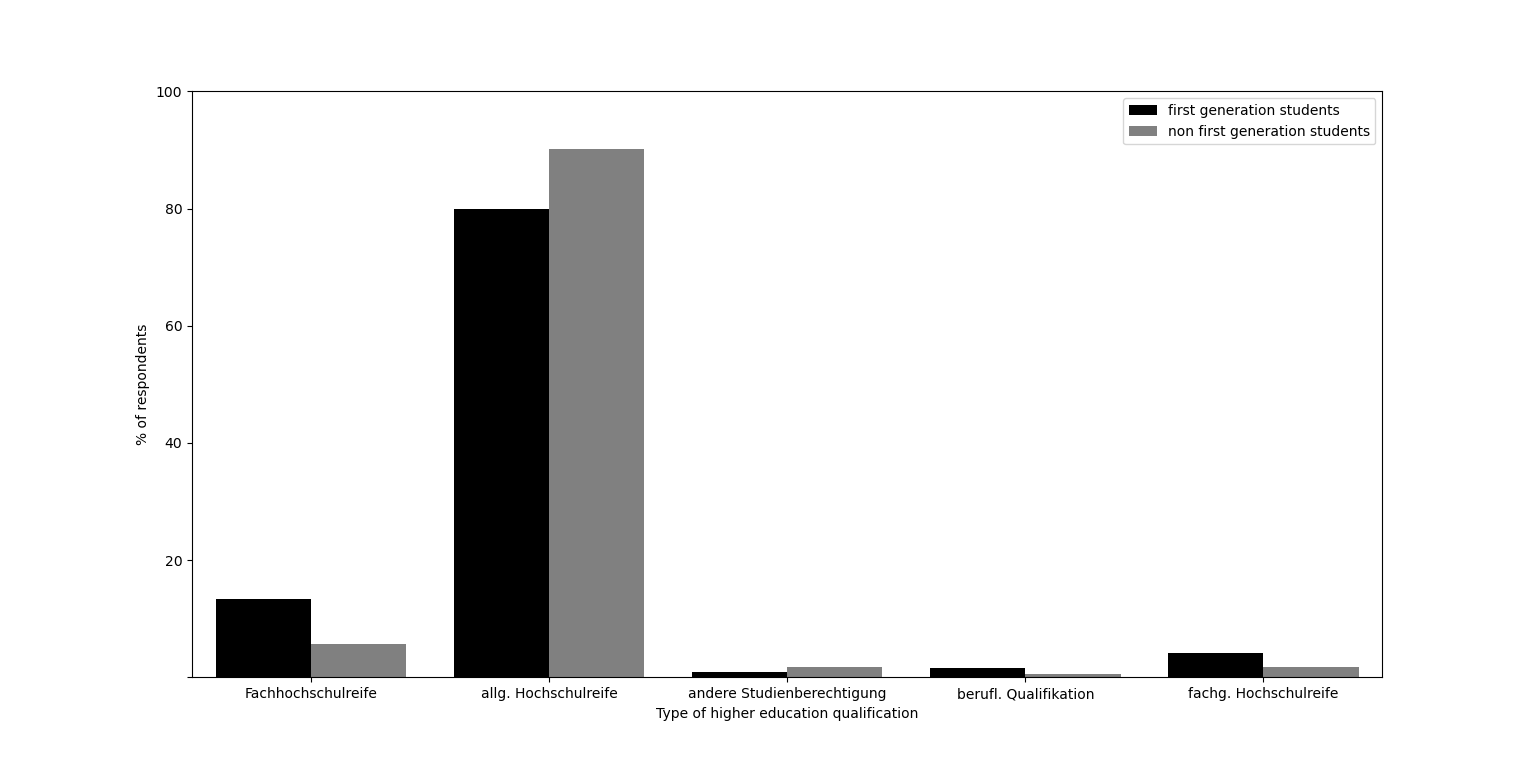 100
80
60
40
20
% of respondents
first generation students
non first generation students
Fachhochschulreife
allg. Hochschulreife
andere Studienberechtigung
berufl. Qualifikation
fachg. Hochschulreife
Type of higher education qualification